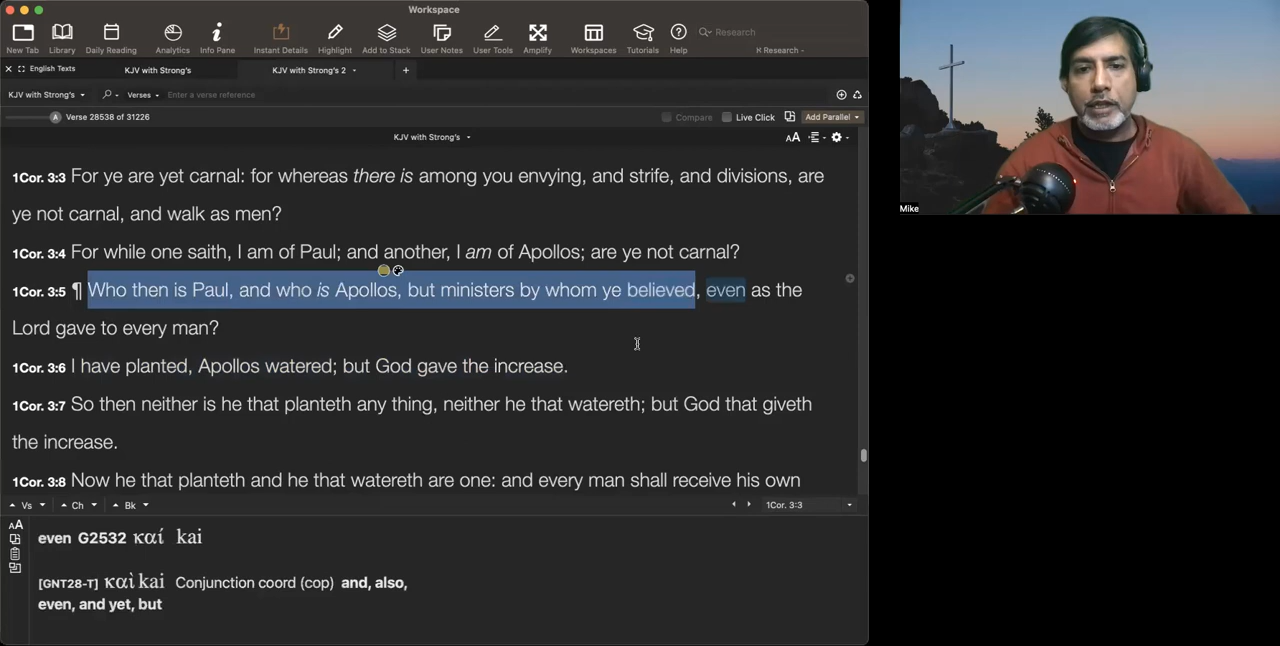 Workspace
New Tab Library Daily Reading Analytics Info Pane Instant Details Highlight Add to Stack User Notes User Tools Amplify Workspaces Tutorials Help Research
English Texts KJV with Strong's KJV with Strong's 2 +
KJV with Strong's Verses Enter a verse reference
A Verse 28538 of 31226 Compare Live Click Add Parallel
KJV with Strong's
1Cor. 3:3 For ye are yet carnal: for whereas there is among you envying, and strife, and divisions, are
ye not carnal, and walk as men?
1Cor. 3:4 For while one saith, I am of Paul; and another, I am of Apollos; are ye not carnal?
1Cor. 3:5 ¶ Who then is Paul, and who is Apollos, but ministers by whom ye believed, even as the
Lord gave to every man?
1Cor. 3:6 I have planted, Apollos watered; but God gave the increase.
1Cor. 3:7 So then neither is he that planteth any thing, neither he that watereth; but God that giveth
the increase.
1Cor. 3:8 Now he that planteth and he that watereth are one: and every man shall receive his own
Vs Ch Bk 1Cor. 3:3
even G2532 καί kai
[GNT28-T] καὶ kai Conjunction coord (cop) and, also,
even, and yet, but
Mike